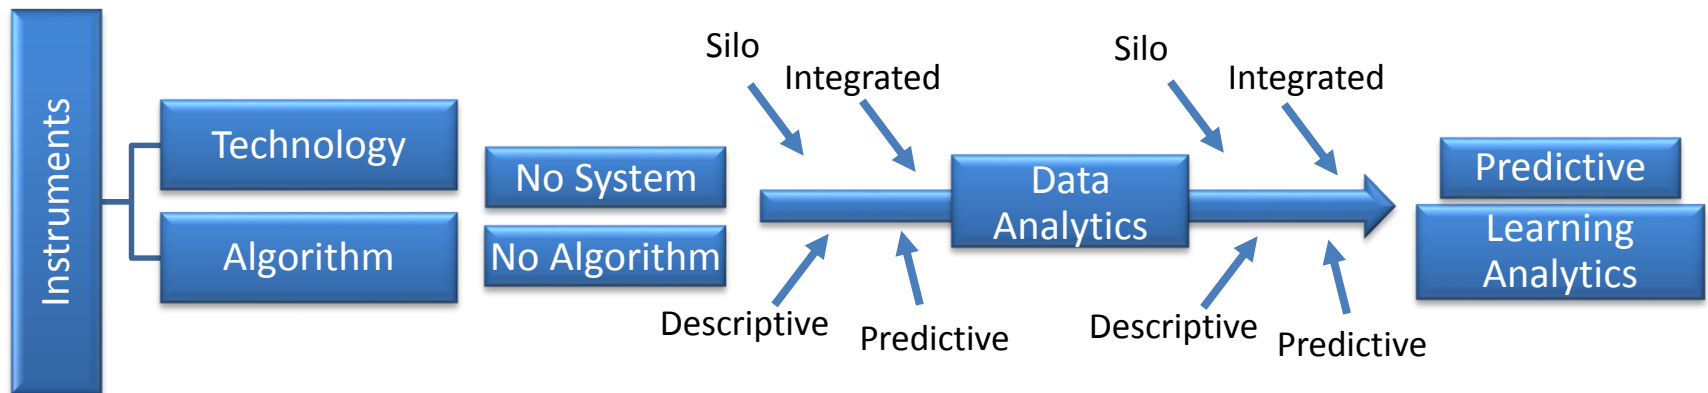 Instruments
Technology
Algorithm
No System
No Algorithm
Silo
Integrated
Descriptive
Predictive
Data
Analytics
Silo
Integrated
Descriptive
Predictive
Predictive
Learning
Analytics